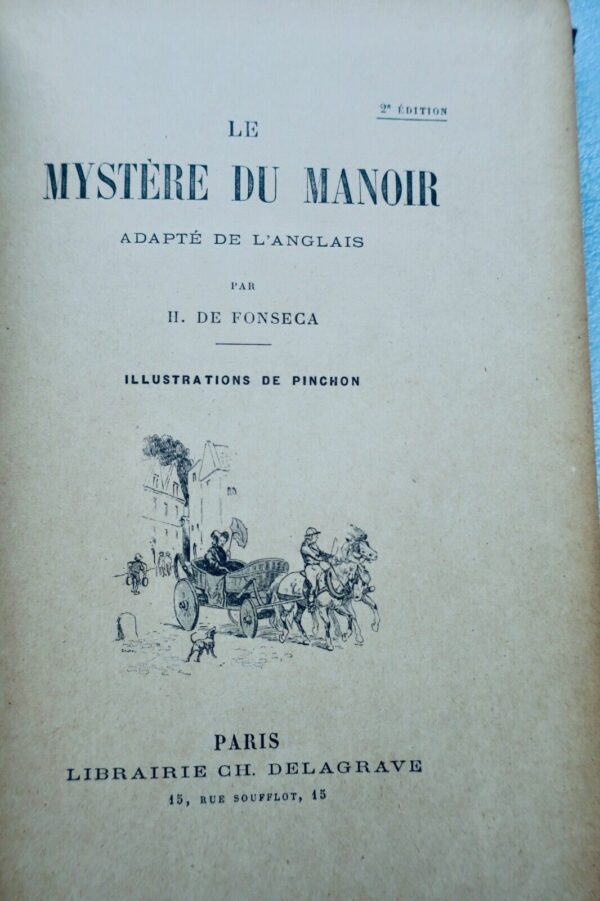 2e ÉDITION
LE
MYSTÈRE DU MANOIR
ADAPTÉ DE L'ANGLAIS
PAR
H. DE FONSECA
ILLUSTRATIONS DE PINCHON
PARIS
LIBRAIRIE CH. DELAGRAVE
15, RUE SOUFFLOT, 15